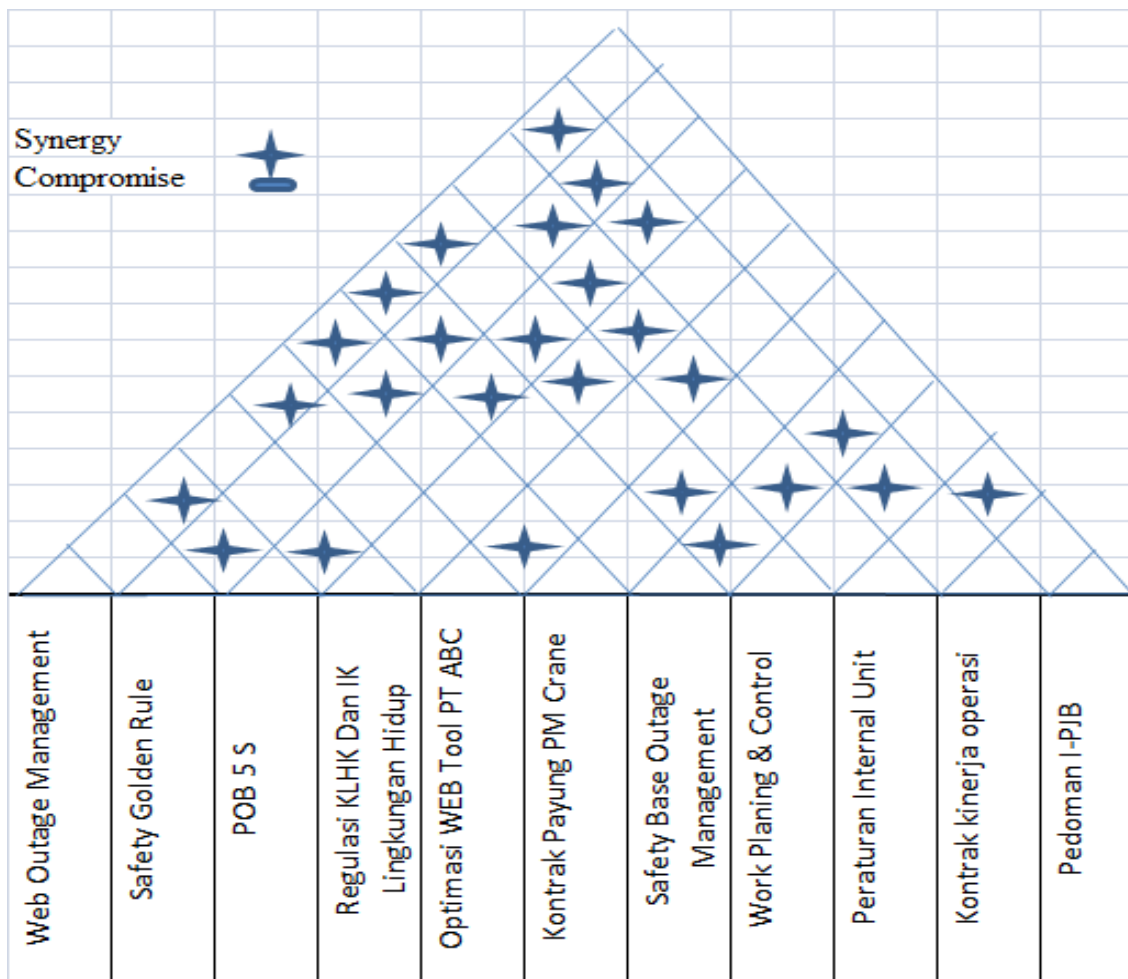 Synergy
Compromise
Web Outage Management
Safety Golden Rule
POB 5 S
Regulasi KLHK Dan IK
Lingkungan Hidup
Optimasi WEB Tool PT ABC
Kontrak Payung PM Crane
Safety Base Outage
Management
Work Planing & Control
Peraturan Internal Unit
Kontrak kinerja operasi
Pedoman I-PJB